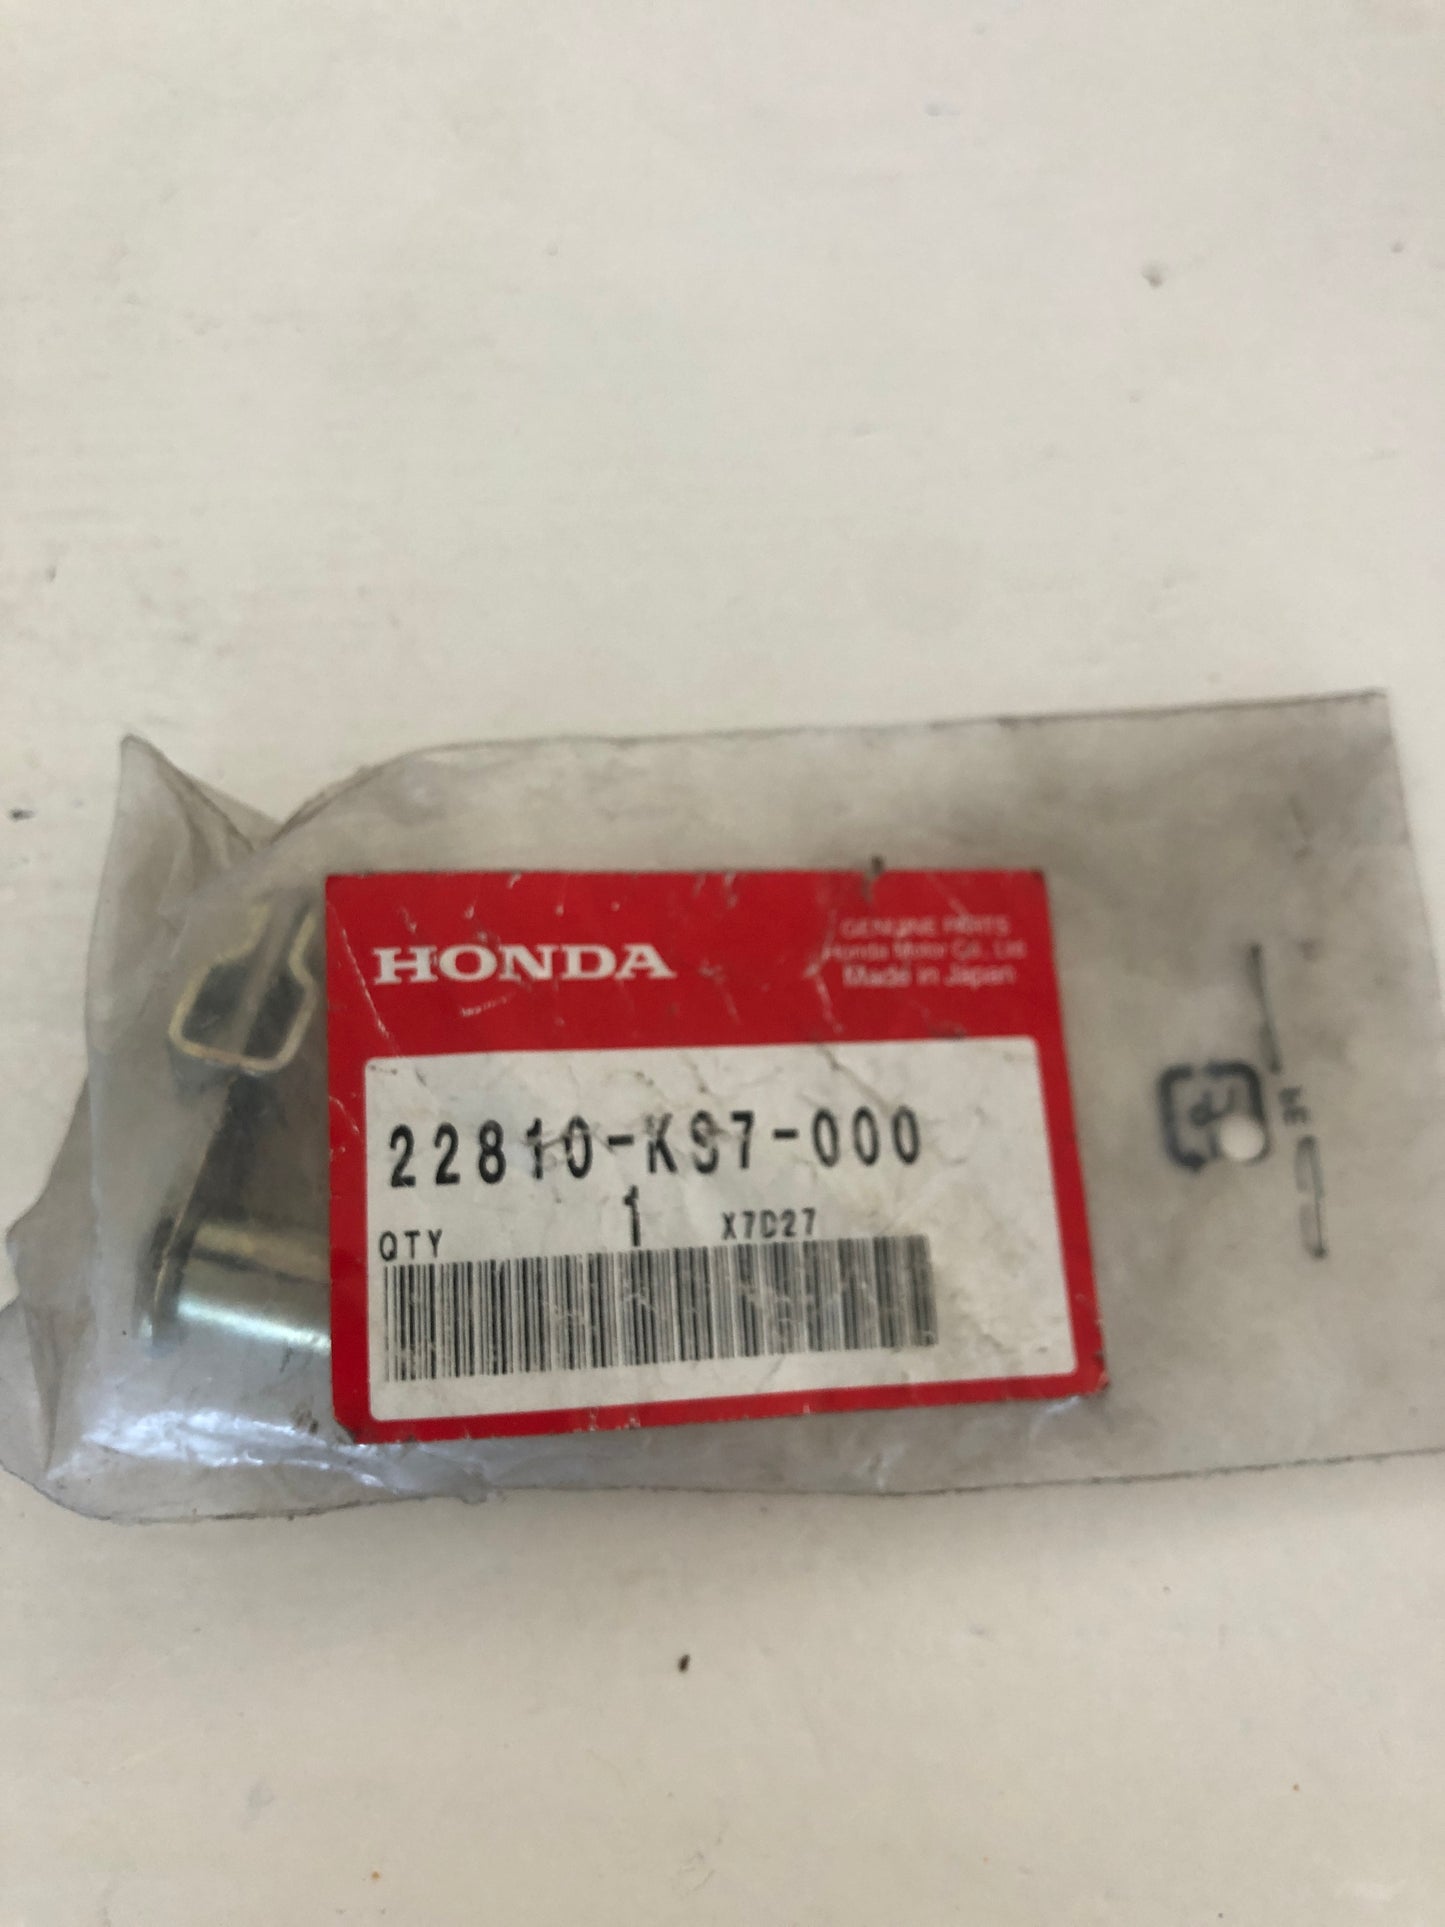 HONDA
GENUINE PARTS
Honda Motor Co., Ltd.
Made in Japan
22810-KS7-000
QTY 1 X7D27